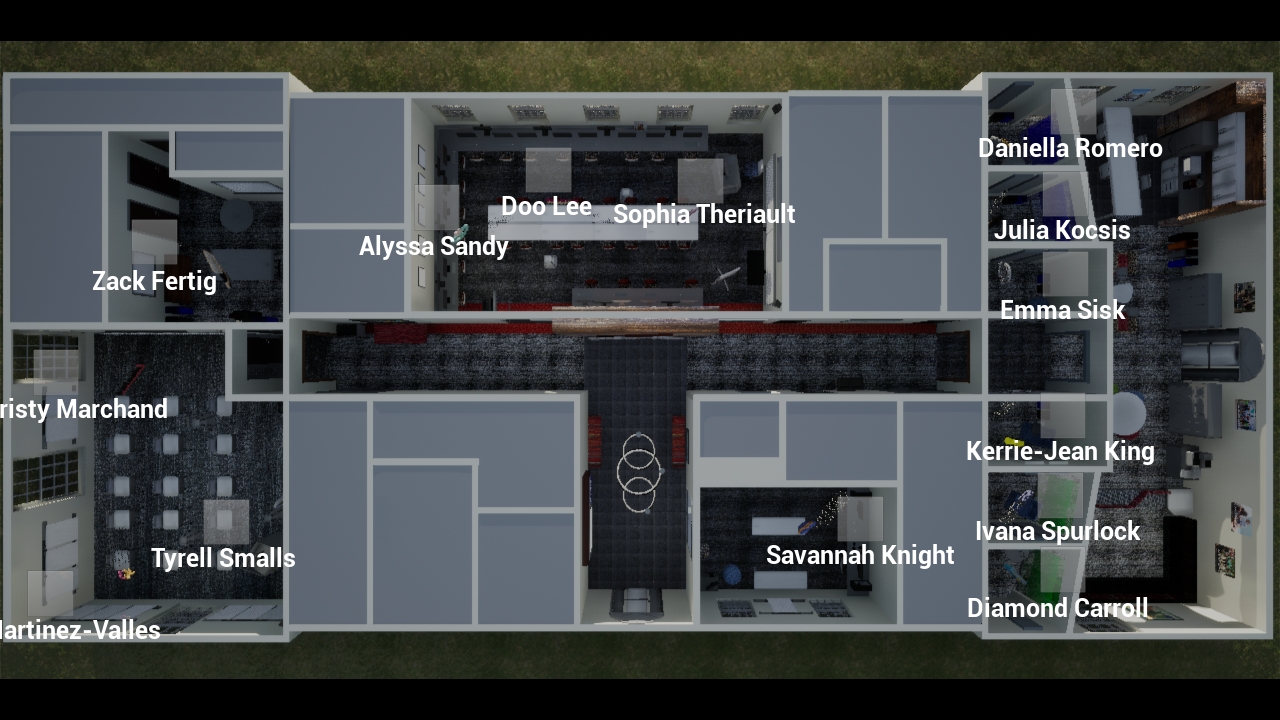 Daniella Romero
Doo Lee
Sophia Theriault
Julia Kocsis
Alyssa Sandy
Zack Fertig
Emma Sisk
risty Marchand
Kerrie-Jean King
Ivana Spurlock
Tyrell Smalls
Savannah Knight
Diamond Carroll
artinez-Valles